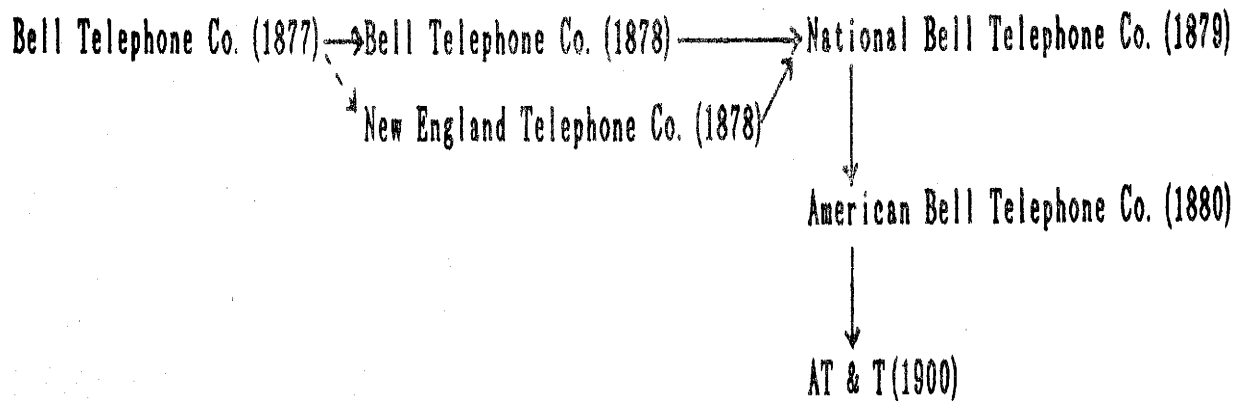 Bell Telephone Co. (1877) Bell Telephone Co. (1878) National Bell Telephone Co. (1879)
New England Telephone Co. (1878)
American Bell Telephone Co. (1880)
AT & T(1900)